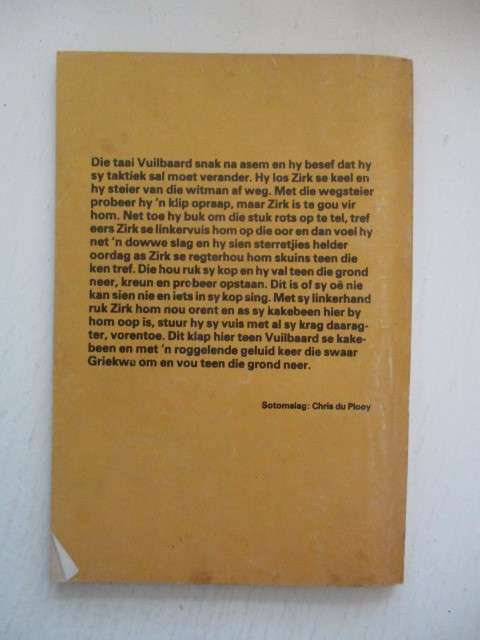 Die taai Vuilbaard snak na asem en hy besef dat hy
sy taktiek sal moet verander. Hy los Zirk se keel en
hy steier van die witman af weg. Met die wegsteier
probeer hy 'n klip opraap, maar Zirk is te gou vir
hom. Net toe hy buk om die stuk rots op te tel, tref
eers Zirk se linkervuis hom op die oor en dan voel hy
net 'n dowwe slag en hy sien sterretjies helder
oordag as Zirk se regterhou hom skuins teen die
ken tref. Die hou ruk sy kop en hy val teen die grond
neer, kreun en probeer opstaan. Dit is of sy oë nie
kan sien nie en iets in sy kop sing. Met sy linkerhand
ruk Zirk hom nou orent en as sy kakebeen hier by
hom oop is, stuur hy sy vuis met al sy krag daarag-
ter, vorentoe. Dit klap hier teen Vuilbaard se kake-
been en met 'n roggelende geluid keer die swaar
Griekwa om en vou teen die grond neer.
Sotomslag: Chris du Plooy